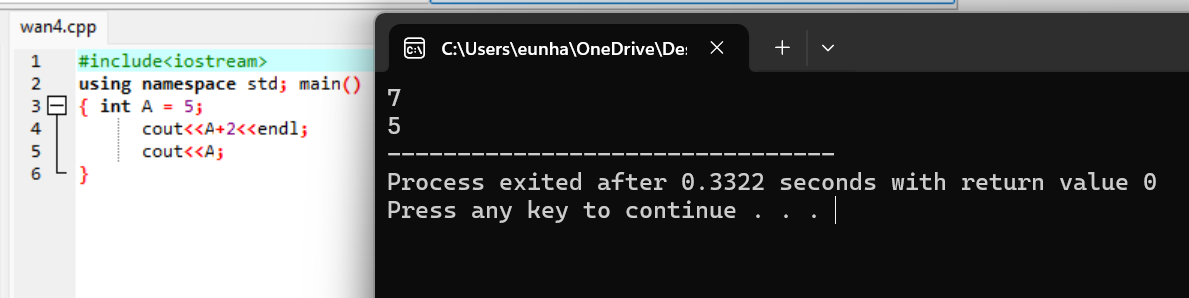 wan4.cpp
1 #include<iostream>
2 using namespace std; main()
3 { int A = 5;
4 cout<<A+2<<endl;
5 cout<<A;
6 }
C:\Users\eunha\OneDrive\De
7
5
--------------------------------
Process exited after 0.3322 seconds with return value 0
Press any key to continue . . .